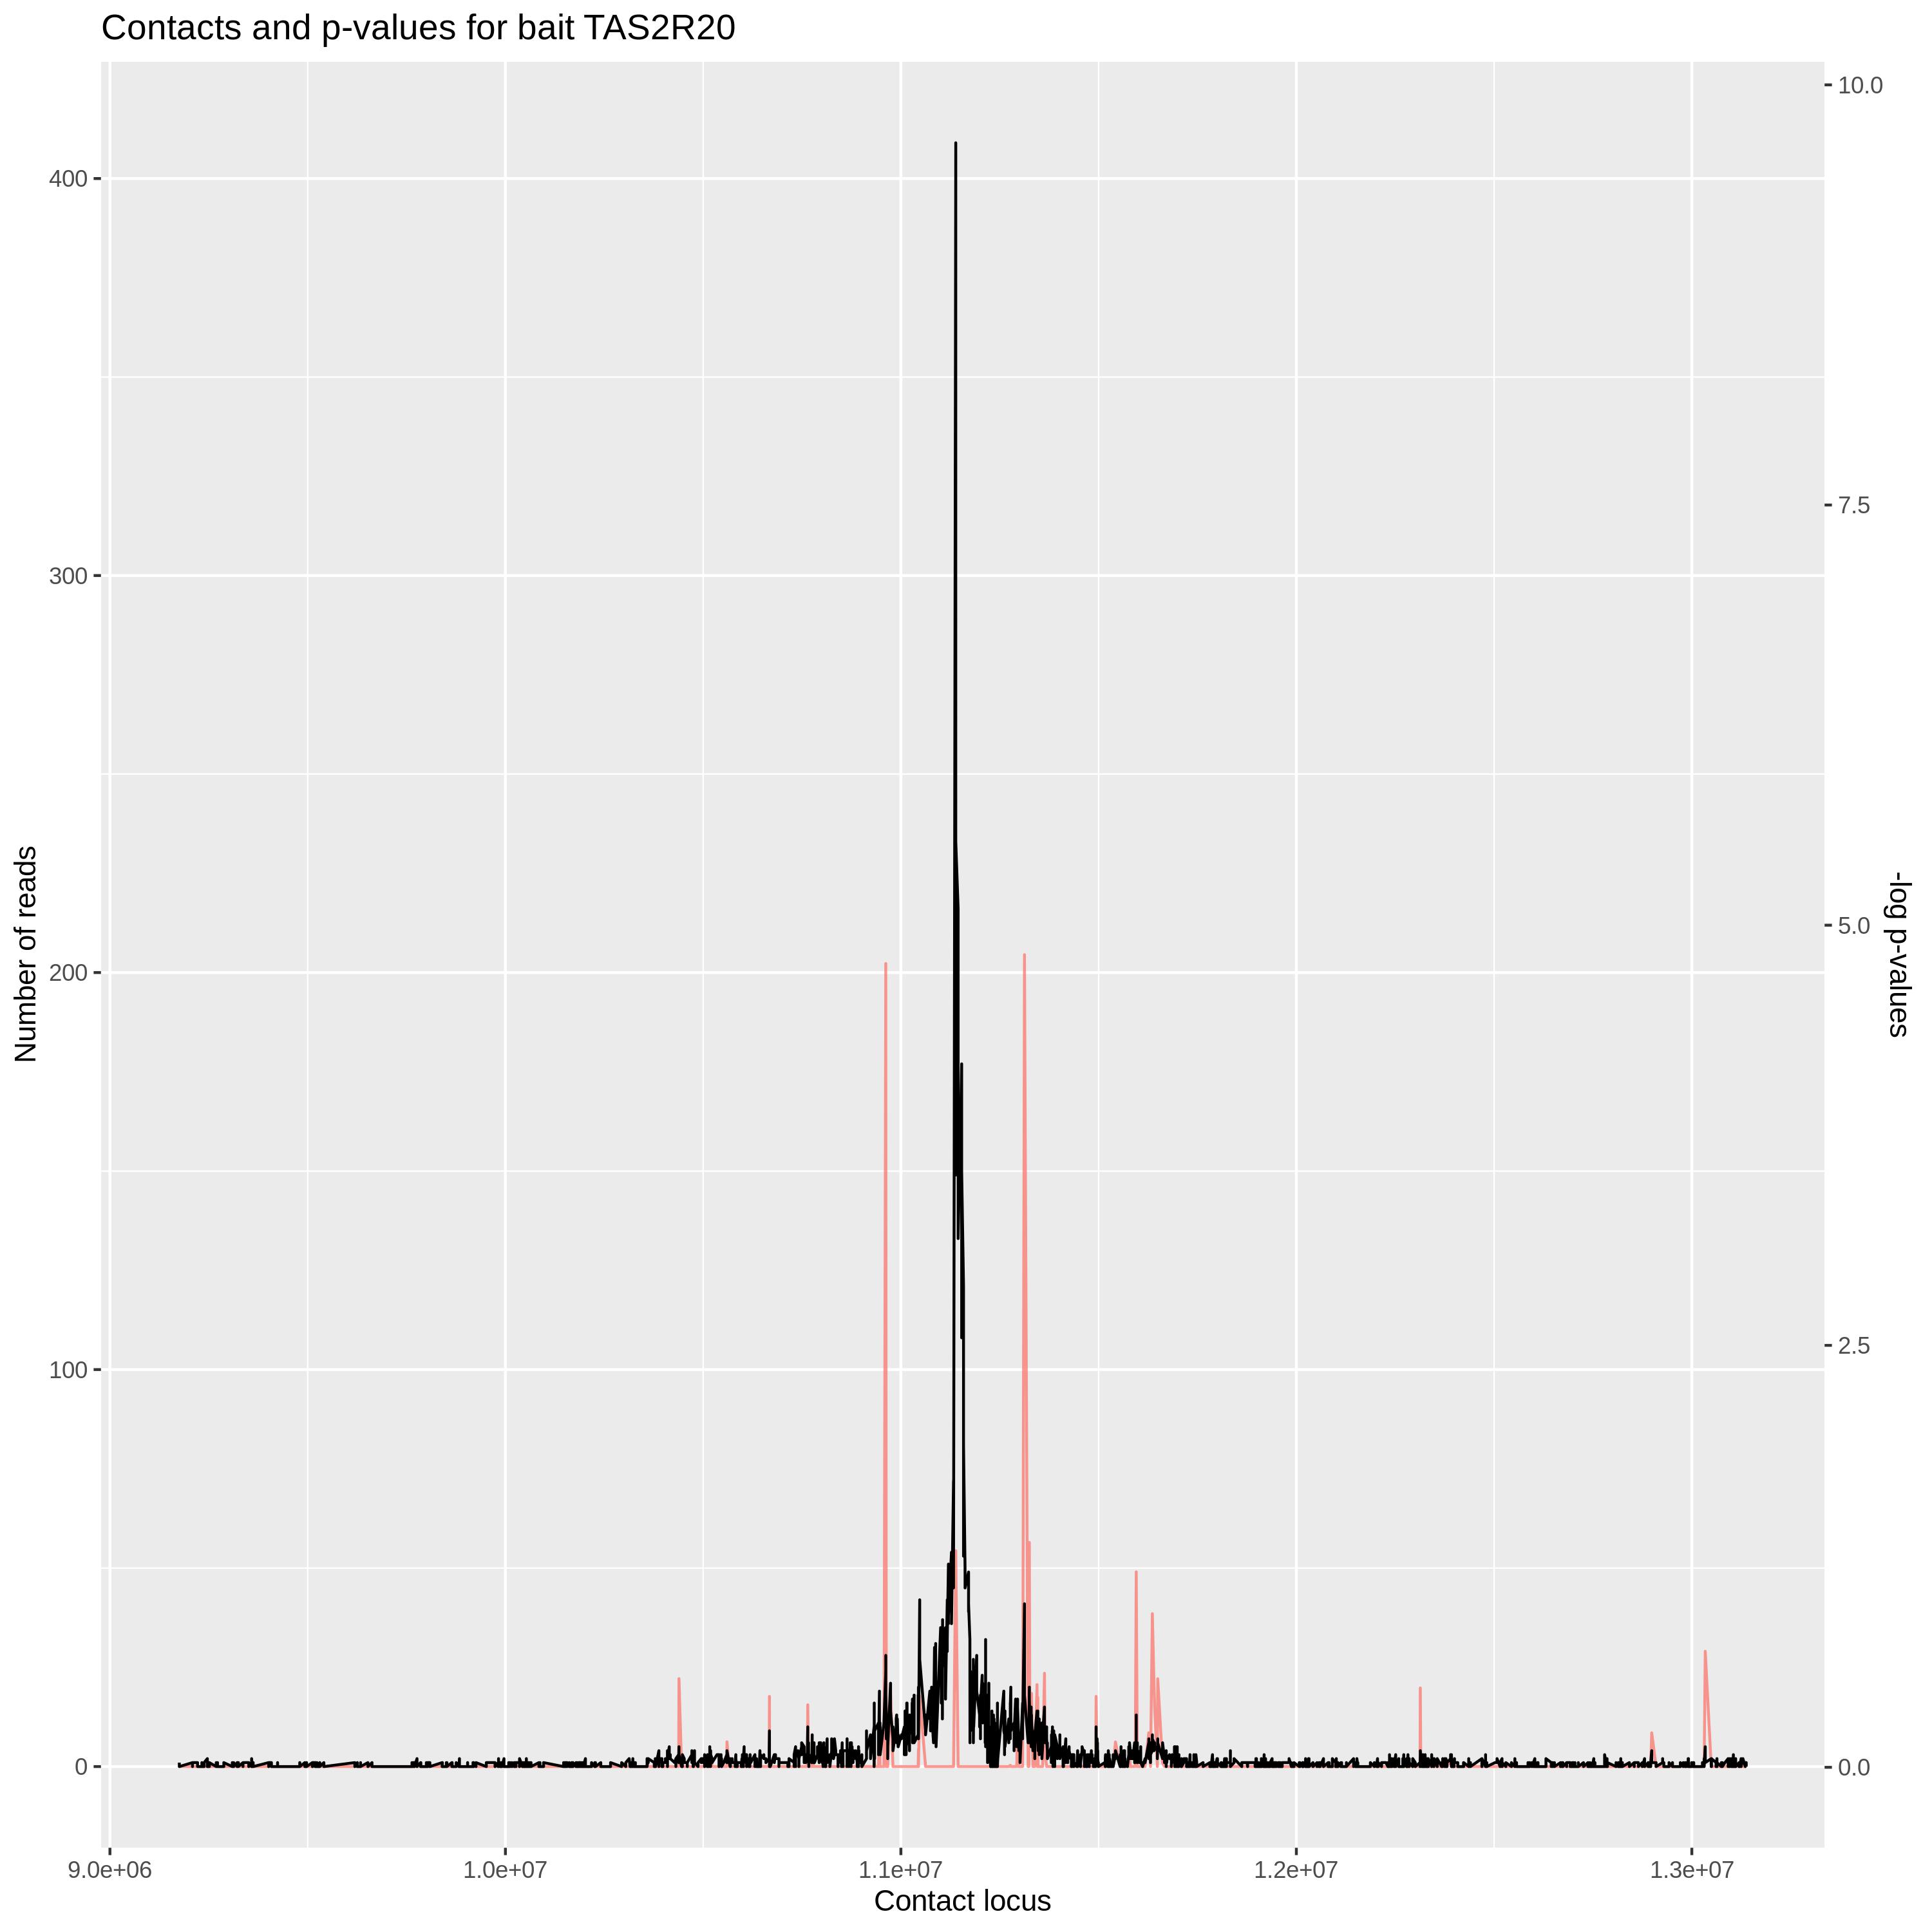 Contacts and p-values for bait TAS2R20
400
300
200
100
0
Number of reads
10.0
7.5
5.0
2.5
0.0
-log p-values
9.0e+06
1.0e+07
1.1e+07
1.2e+07
1.3e+07
Contact locus